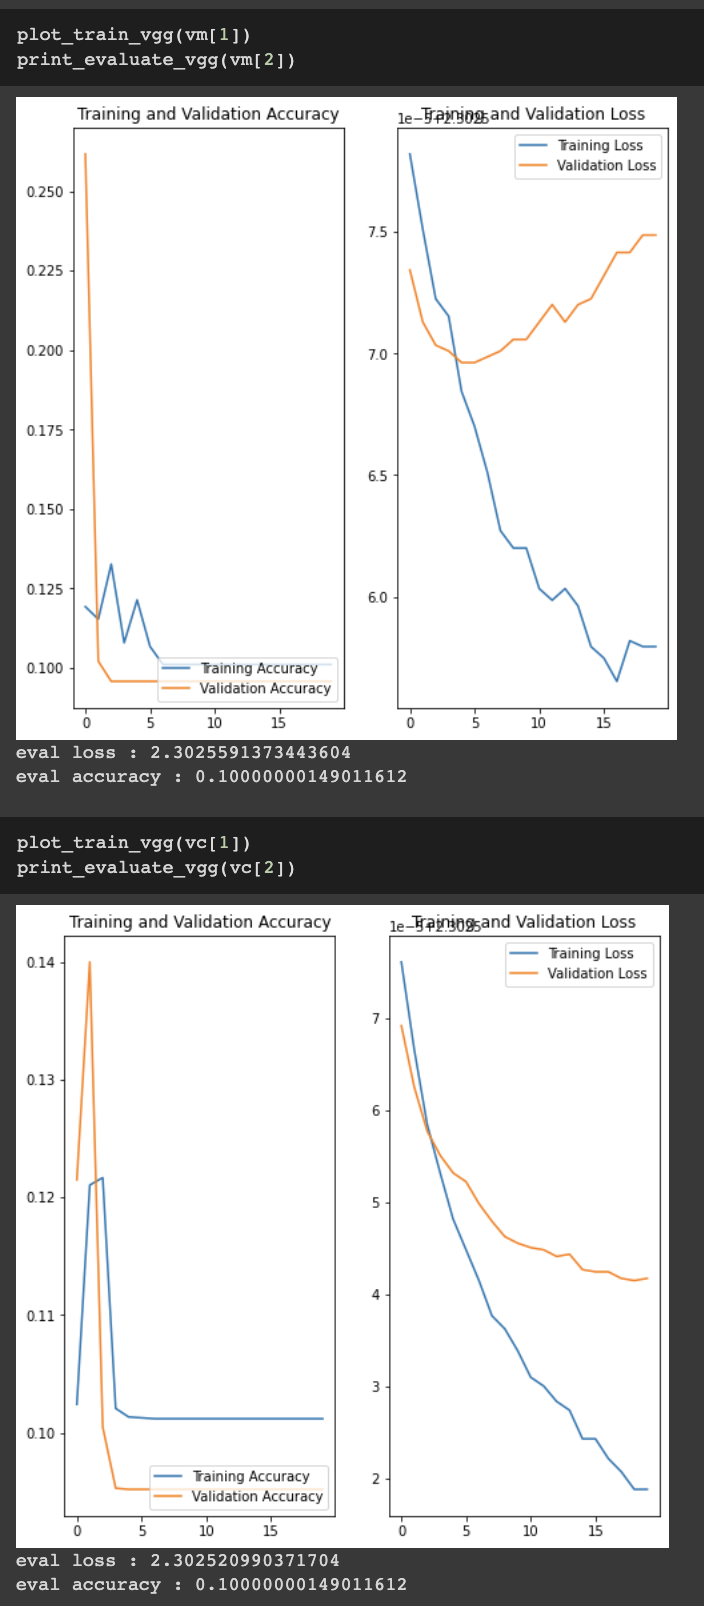 plot_train_vgg(vm[1])
print_evaluate_vgg(vm[2])
Training and Validation Accuracy
0.250
0.225
0.200
0.175
0.150
0.125
0.100
0 5 10 15
Training Accuracy
Validation Accuracy
Training and Validation Loss
1e−5+2.3025
7.5
7.0
6.5
6.0
0 5 10 15
Training Loss
Validation Loss
eval loss : 2.3025591373443604
eval accuracy : 0.10000000149011612
plot_train_vgg(vc[1])
print_evaluate_vgg(vc[2])
Training and Validation Accuracy
0.14
0.13
0.12
0.11
0.10
0 5 10 15
Training Accuracy
Validation Accuracy
Training and Validation Loss
1e−5+2.3025
7
6
5
4
3
2
0 5 10 15
Training Loss
Validation Loss
eval loss : 2.302520990371704
eval accuracy : 0.10000000149011612